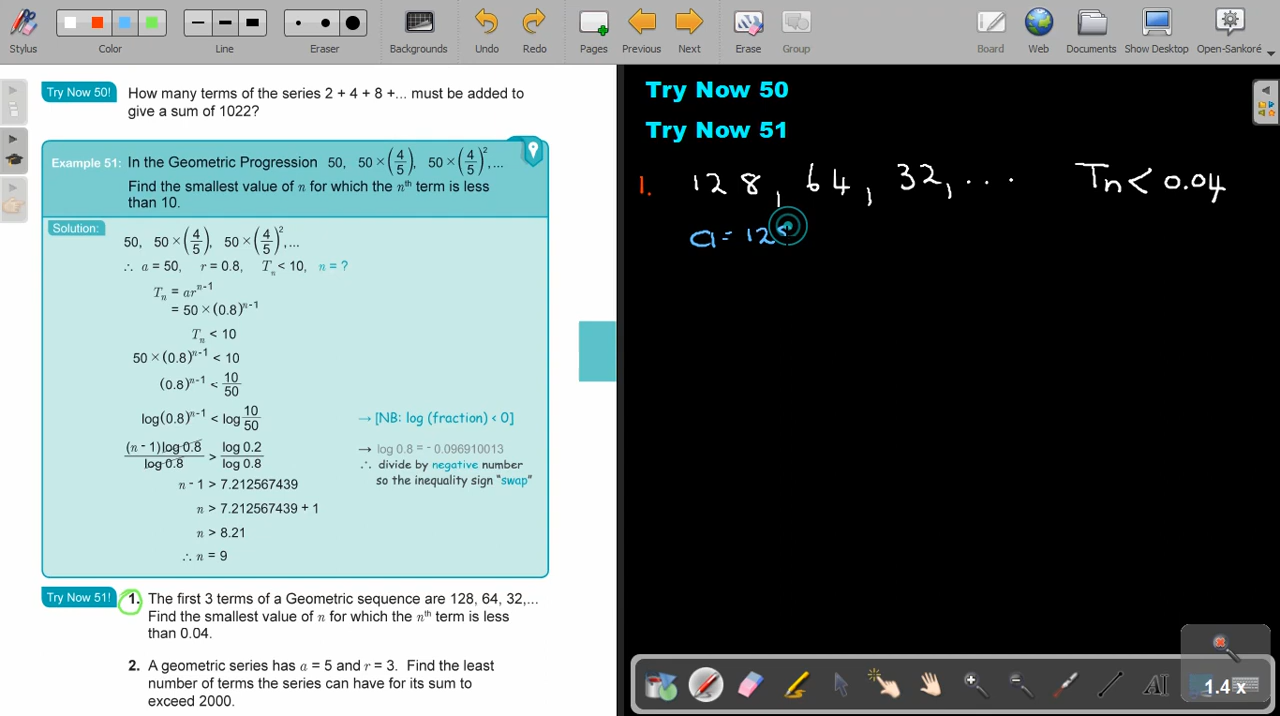 Stylus Color Line Eraser Backgrounds Undo Redo Pages Previous Next Erase Group Board Web Documents Show Desktop Open-Sankoré
Try Now 50! How many terms of the series 2 + 4 + 8 +... must be added to
give a sum of 1022?
Example 51: In the Geometric Progression 50, 50 × (4/5), 50 × (4/5)²,...
Find the smallest value of n for which the nᵗʰ term is less
than 10.
Solution:
50, 50 × (4/5), 50 × (4/5)²,...
∴ a = 50, r = 0.8, Tₙ < 10, n = ?
Tₙ = arⁿ⁻¹
= 50 × (0.8)ⁿ⁻¹
Tₙ < 10
50 × (0.8)ⁿ⁻¹ < 10
(0.8)ⁿ⁻¹ < 10/50
log(0.8)ⁿ⁻¹ < log 10/50 → [NB: log (fraction) < 0]
(n - 1)log 0.8 / log 0.8 > log 0.2 / log 0.8 → log 0.8 = - 0.096910013
∴ divide by negative number
so the inequality sign "swap"
n - 1 > 7.212567439
n > 7.212567439 + 1
n > 8.21
∴ n = 9
Try Now 51! 1. The first 3 terms of a Geometric sequence are 128, 64, 32,...
Find the smallest value of n for which the nᵗʰ term is less
than 0.04.
2. A geometric series has a = 5 and r = 3. Find the least
number of terms the series can have for its sum to
exceed 2000.
Try Now 50
Try Now 51
1. 128, 64, 32, ... Tn < 0.04
a = 128
1.4 x